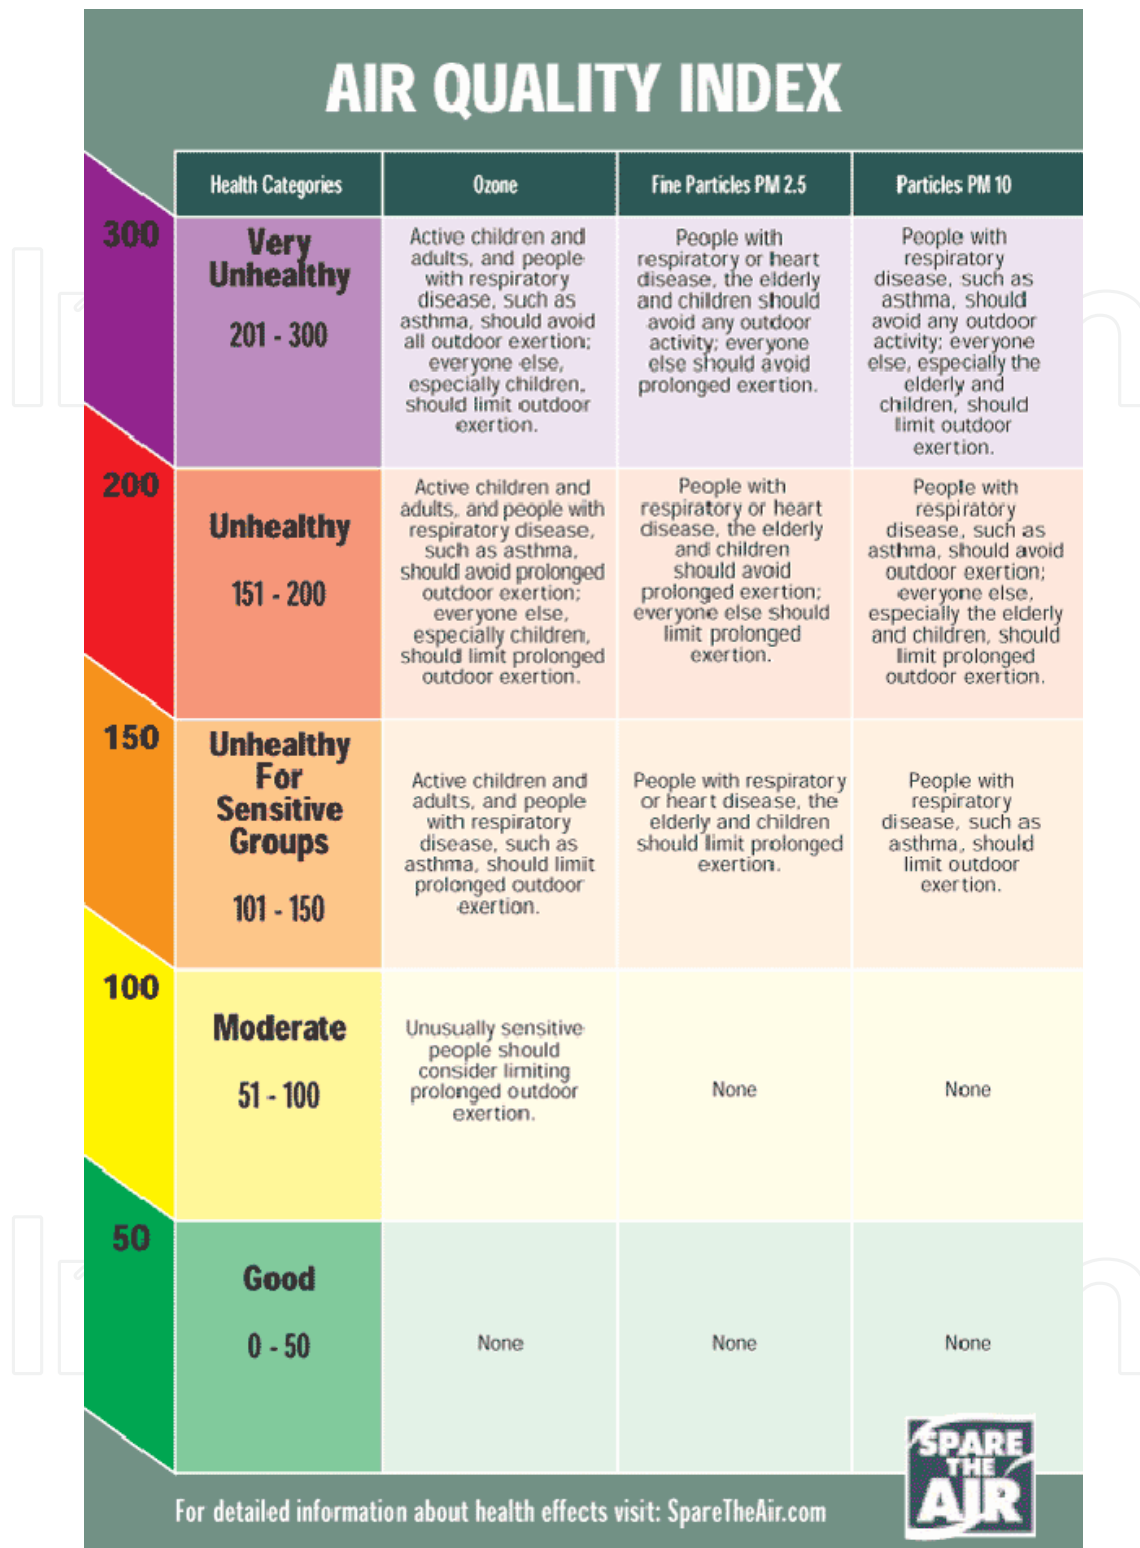 AIR QUALITY INDEX
Health Categories
Ozone
Fine Particles PM 2.5
Particles PM 10
300
Very
Unhealthy
201 - 300
Active children and
adults, and people
with respiratory
disease, such as
asthma, should avoid
all outdoor exertion;
everyone else,
especially children,
should limit outdoor
exertion.
People with
respiratory or heart
disease, the elderly
and children should
avoid any outdoor
activity; everyone
else should avoid
prolonged exertion.
People with
respiratory
disease, such as
asthma, should
avoid any outdoor
activity; everyone
else, especially the
elderly and
children, should
limit outdoor
exertion.
200
Unhealthy
151 - 200
Active children and
adults, and people with
respiratory disease,
such as asthma,
should avoid prolonged
outdoor exertion;
everyone else,
especially children,
should limit prolonged
outdoor exertion.
People with
respiratory or heart
disease, the elderly
and children
should avoid
prolonged exertion;
everyone else should
limit prolonged
exertion.
People with
respiratory
disease, such as
asthma, should avoid
outdoor exertion;
everyone else,
especially the elderly
and children, should
limit prolonged
outdoor exertion.
150
Unhealthy
For
Sensitive
Groups
101 - 150
Active children and
adults, and people
with respiratory
disease, such as
asthma, should limit
prolonged outdoor
exertion.
People with respiratory
or heart disease, the
elderly and children
should limit prolonged
exertion.
People with
respiratory
disease, such as
asthma, should
limit outdoor
exertion.
100
Moderate
51 - 100
Unusually sensitive
people should
consider limiting
prolonged outdoor
exertion.
None
None
50
Good
0 - 50
None
None
None
For detailed information about health effects visit: SpareTheAir.com
SPARE
THE
AIR